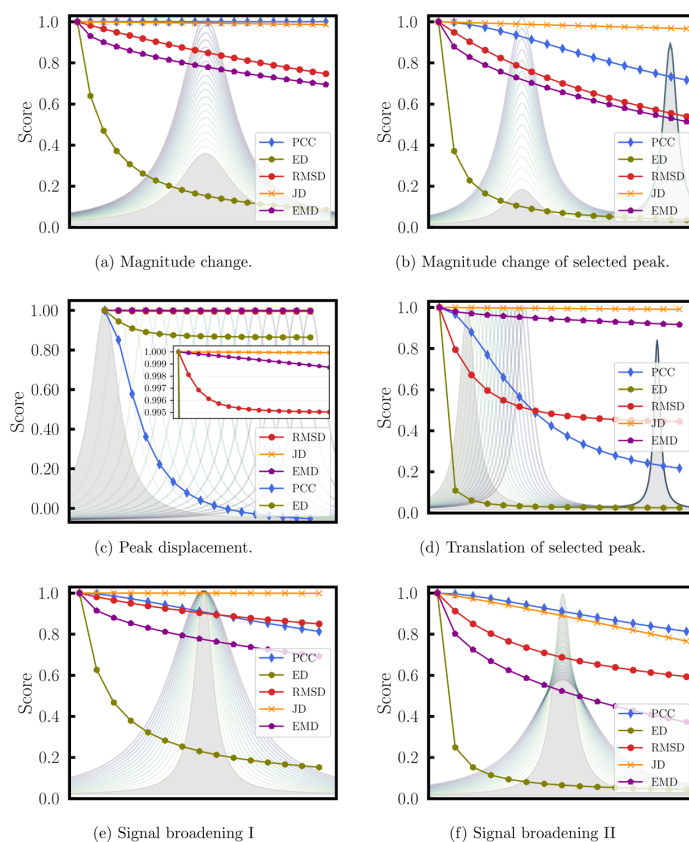 1.0
0.8
0.6
0.4
0.2
0.0
Score
PCC
ED
RMSD
JD
EMD
(a) Magnitude change.
1.0
0.8
0.6
0.4
0.2
0.0
Score
PCC
ED
RMSD
JD
EMD
(b) Magnitude change of selected peak.
1.00
0.80
0.60
0.40
0.20
0.00
Score
1.000
0.999
0.998
0.996
0.995
RMSD
JD
EMD
PCC
ED
(c) Peak displacement.
1.0
0.8
0.6
0.4
0.2
0.0
Score
PCC
ED
RMSD
JD
EMD
(d) Translation of selected peak.
1.0
0.8
0.6
0.4
0.2
0.0
Score
PCC
ED
RMSD
JD
EMD
(e) Signal broadening I
1.0
0.8
0.6
0.4
0.2
0.0
Score
PCC
ED
RMSD
JD
EMD
(f) Signal broadening II